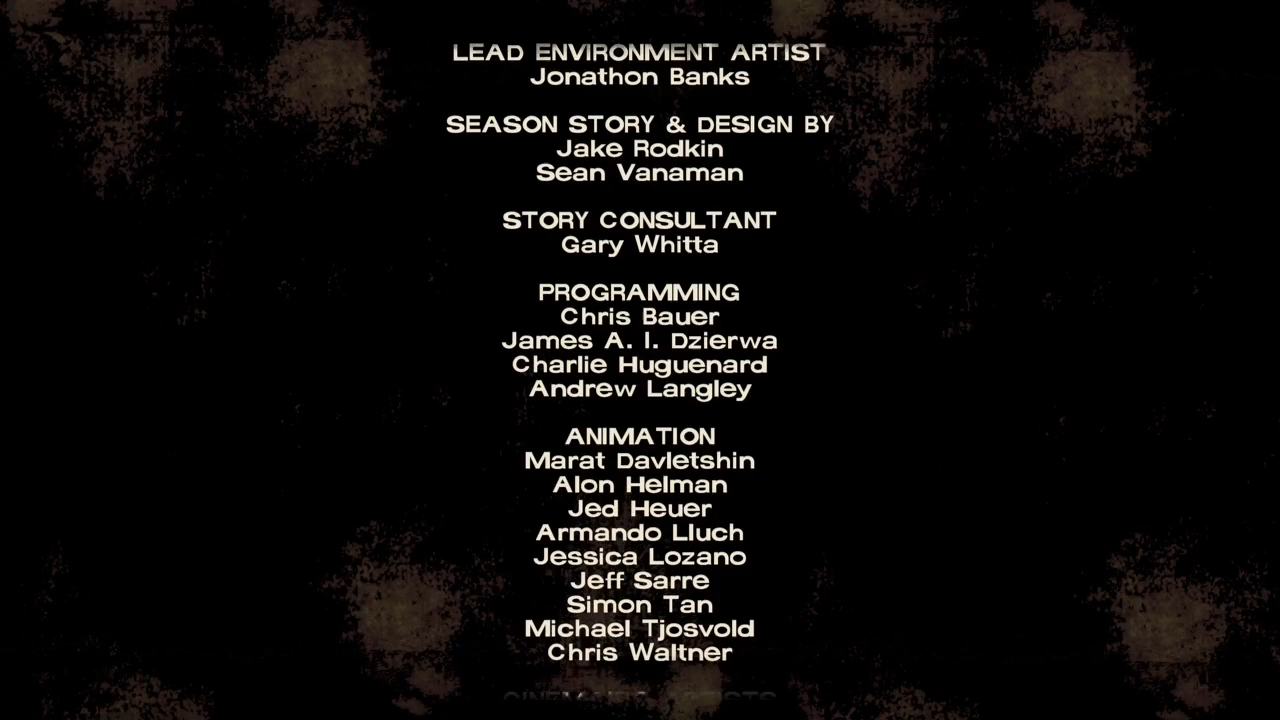 LEAD ENVIRONMENT ARTIST
Jonathon Banks
SEASON STORY & DESIGN BY
Jake Rodkin
Sean Vanaman
STORY CONSULTANT
Gary Whitta
PROGRAMMING
Chris Bauer
James A. I. Dzierwa
Charlie Huguenard
Andrew Langley
ANIMATION
Marat Davletshin
Alon Helman
Jed Heuer
Armando Lluch
Jessica Lozano
Jeff Sarre
Simon Tan
Michael Tjosvold
Chris Waltner
CINEMATIC ARTISTS